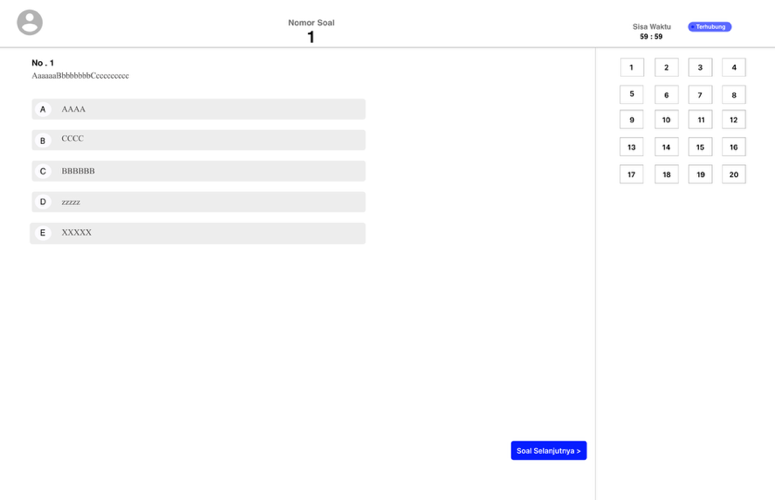 Nomor Soal
1
Sisa Waktu
59 : 59
• Terhubung
No . 1
AaaaaaBbbbbbbbCccccccccc
A AAAA
B CCCC
C BBBBBB
D zzzzz
E XXXXX
1 2 3 4
5 6 7 8
9 10 11 12
13 14 15 16
17 18 19 20
Soal Selanjutnya >